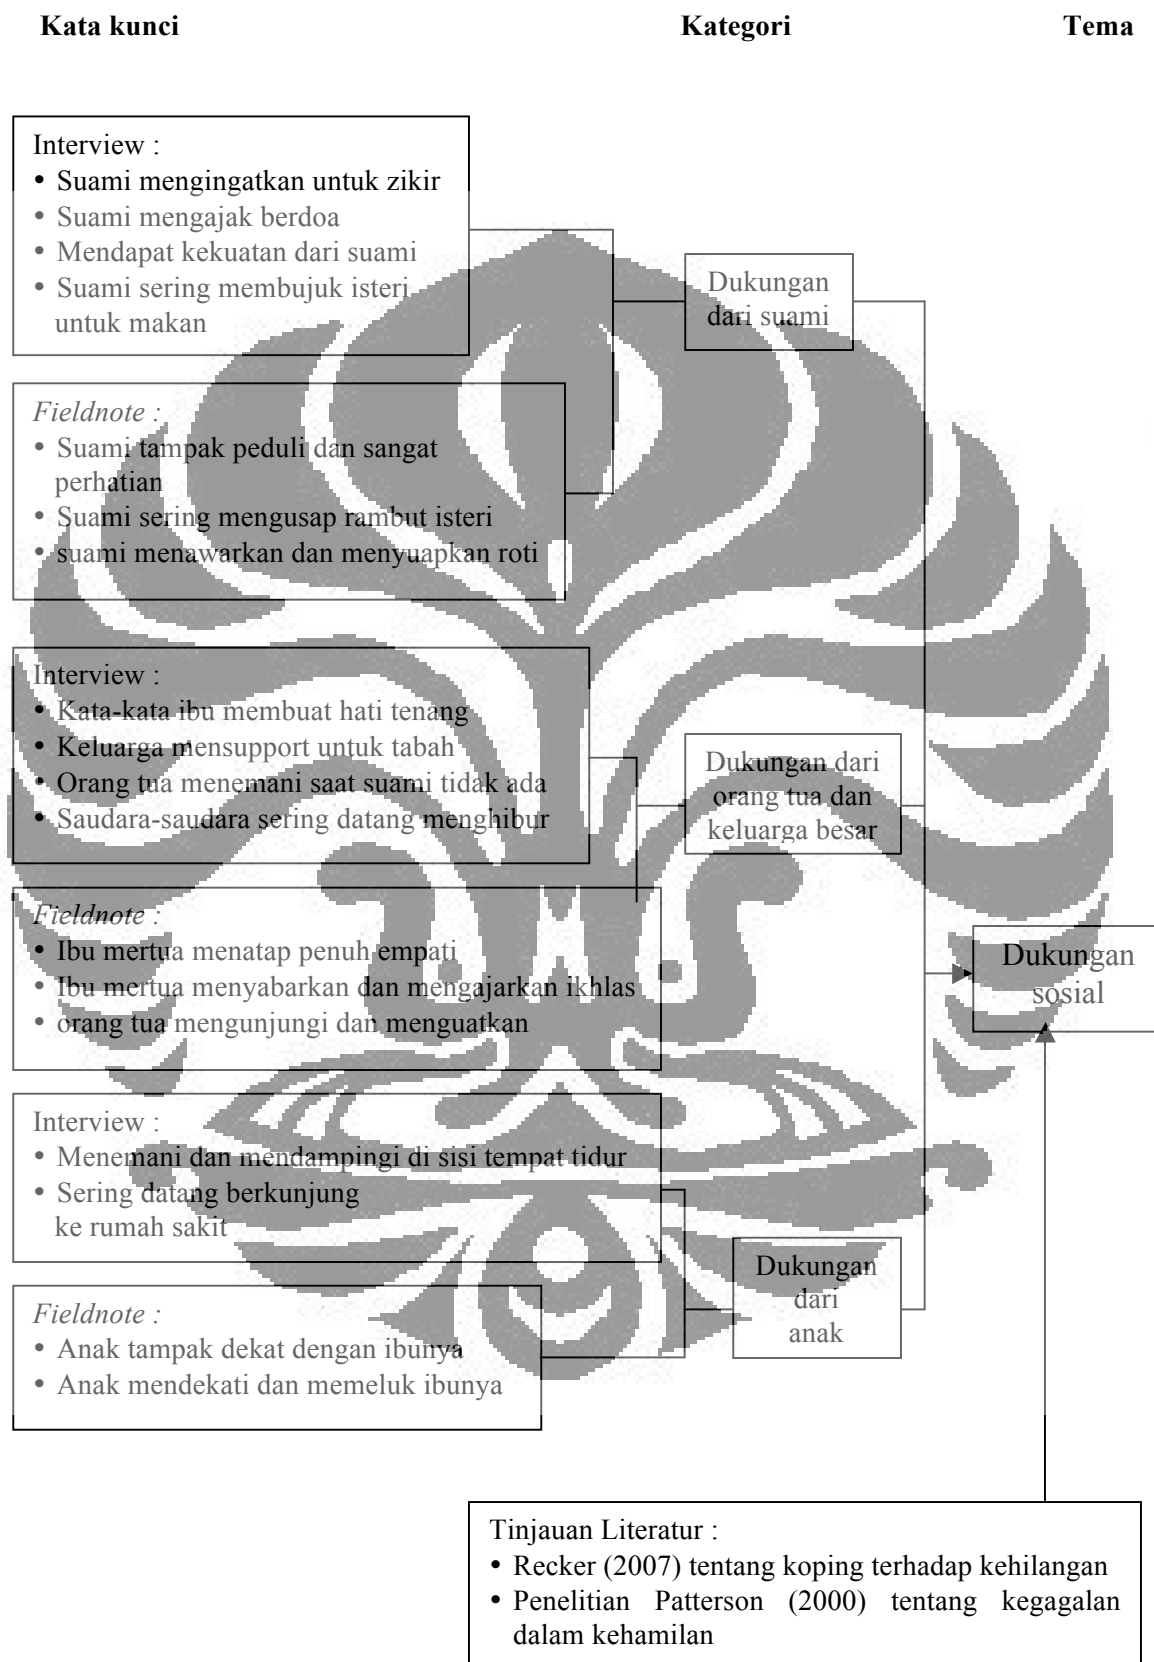 Kata kunci Kategori Tema
Interview :
• Suami mengingatkan untuk zikir
• Suami mengajak berdoa
• Mendapat kekuatan dari suami
• Suami sering membujuk isteri
untuk makan
Dukungan
dari suami
Fieldnote :
• Suami tampak peduli dan sangat
perhatian
• Suami sering mengusap rambut isteri
• suami menawarkan dan menyuapkan roti
Interview :
• Kata-kata ibu membuat hati tenang
• Keluarga mensupport untuk tabah
• Orang tua menemani saat suami tidak ada
• Saudara-saudara sering datang menghibur
Dukungan dari
orang tua dan
keluarga besar
Fieldnote :
• Ibu mertua menatap penuh empati
• Ibu mertua menyabarkan dan mengajarkan ikhlas
• orang tua mengunjungi dan menguatkan
Dukungan
sosial
Interview :
• Menemani dan mendampingi di sisi tempat tidur
• Sering datang berkunjung
ke rumah sakit
Dukungan
dari
anak
Fieldnote :
• Anak tampak dekat dengan ibunya
• Anak mendekati dan memeluk ibunya
Tinjauan Literatur :
• Recker (2007) tentang koping terhadap kehilangan
• Penelitian Patterson (2000) tentang kegagalan
dalam kehamilan